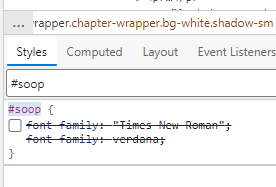 ... wrapper.chapter-wrapper.bg-white.shadow-sm
Styles Computed Layout Event Listeners
#soop
#soop {
font family: "Times New Roman";
font family: verdana;
}